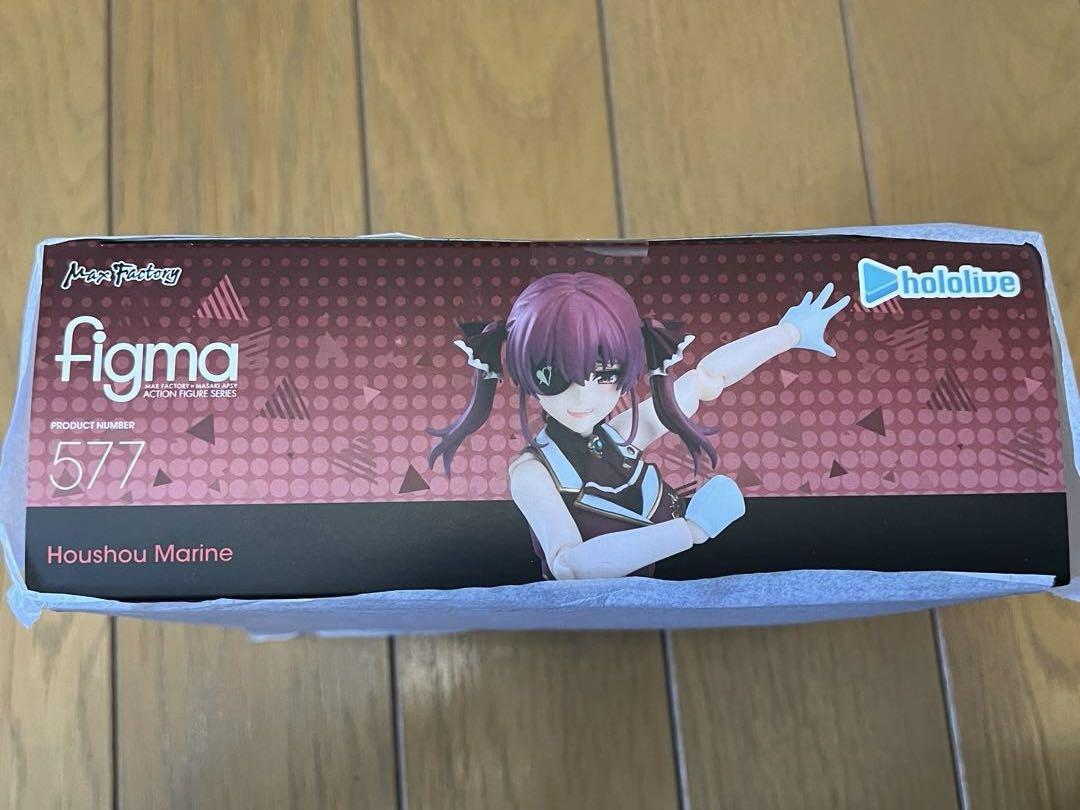 Max Factory
hololive
figma
MAX FACTORY × MASAKI APSY
ACTION FIGURE SERIES
PRODUCT NUMBER
577
Houshou Marine